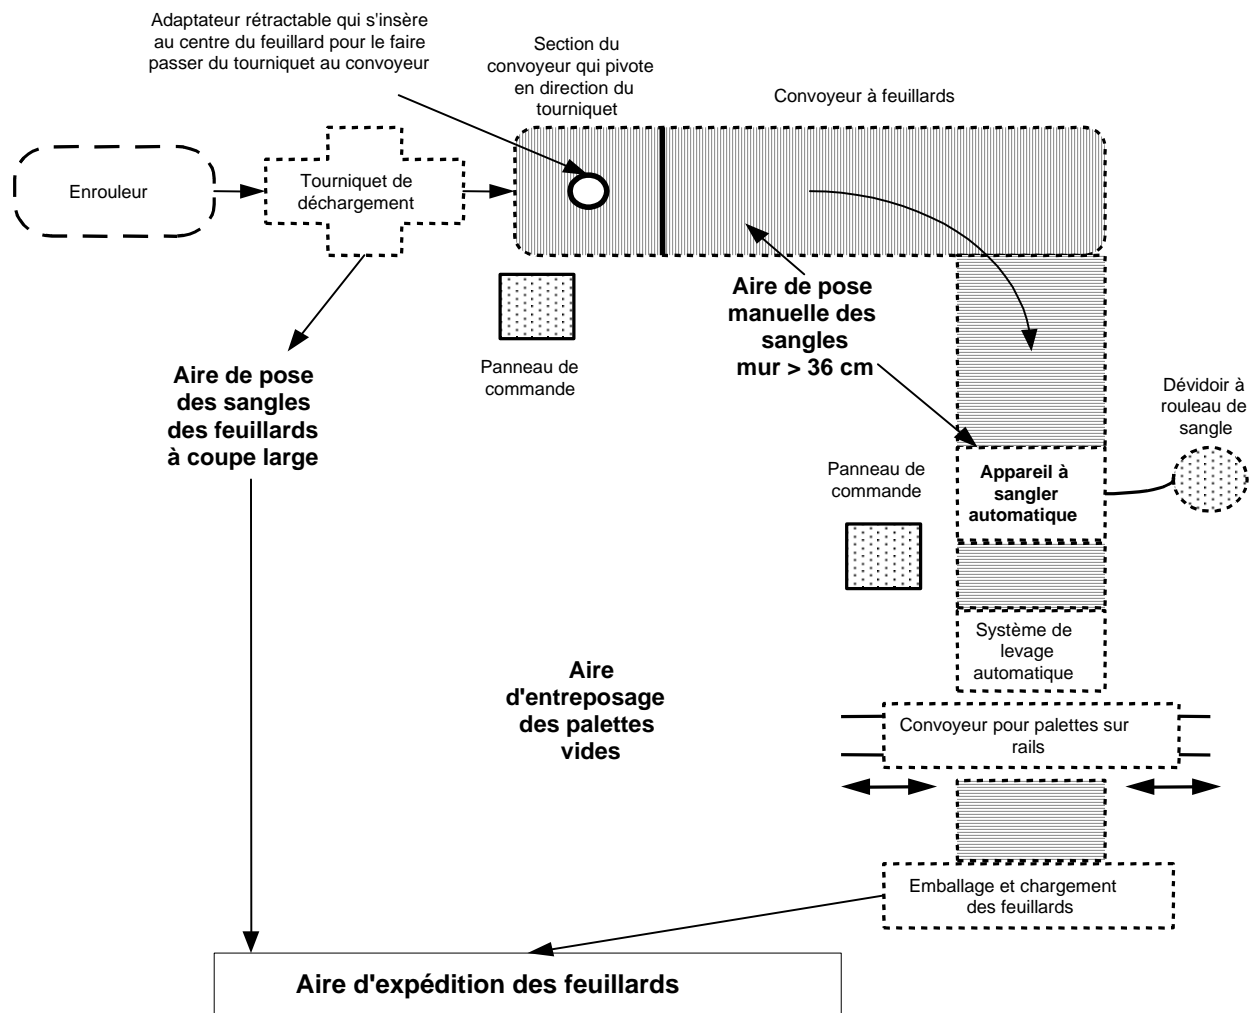 Adaptateur rétractable qui s'insère
au centre du feuillard pour le faire
passer du tourniquet au convoyeur
Section du
convoyeur qui pivote
en direction du
tourniquet
Convoyeur à feuillards
Enrouleur
Tourniquet de
déchargement
Aire de pose
manuelle des
sangles
mur > 36 cm
Panneau de
commande
Aire de pose
des sangles
des feuillards
à coupe large
Dévidoir à
rouleau de
sangle
Panneau de
commande
Appareil à
sangler
automatique
Système de
levage
automatique
Aire
d'entreposage
des palettes
vides
Convoyeur pour palettes sur
rails
Emballage et chargement
des feuillards
Aire d'expédition des feuillards